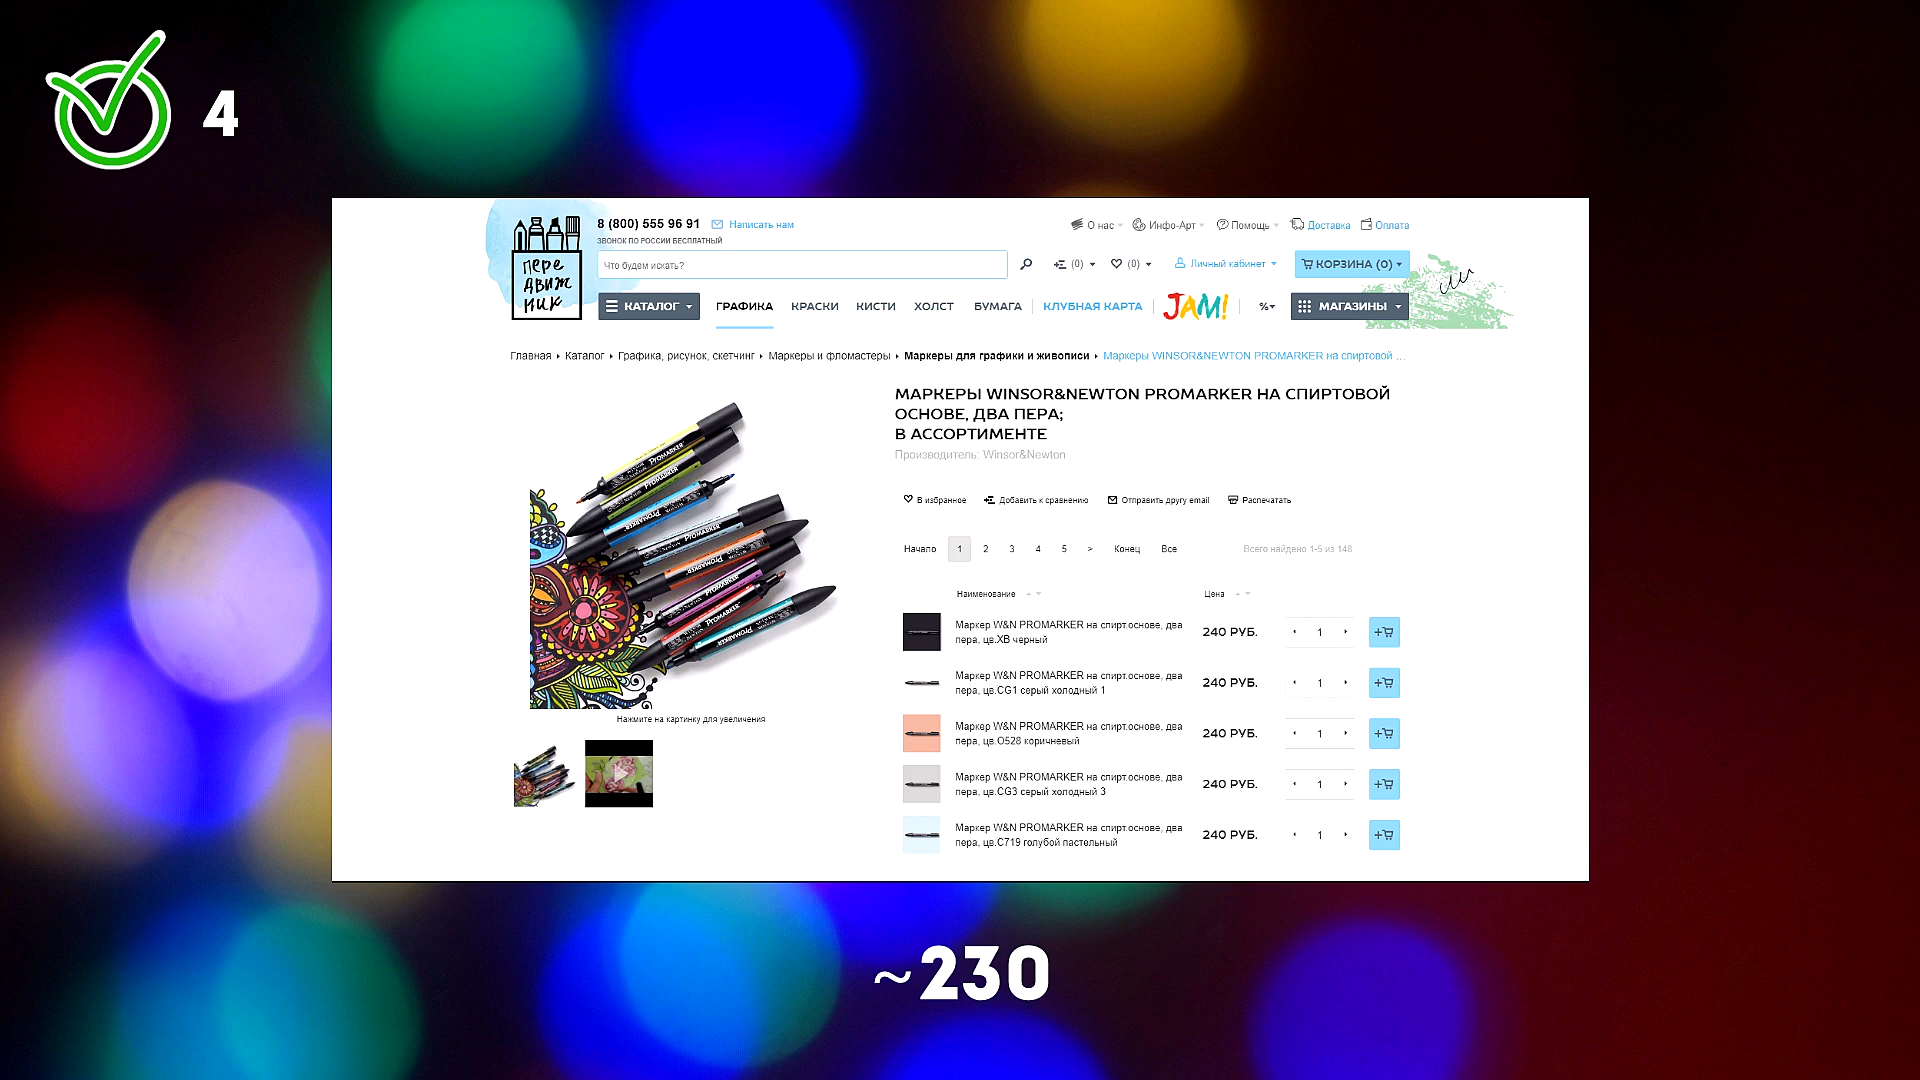 4
8 (800) 555 96 91
Написать нам
ЗВОНОК ПО РОССИИ БЕСПЛАТНЫЙ
О нас
Инфо-Арт
Помощь
Доставка
Оплата
пере
движ
ник
Что будем искать?
(0)
(0)
Личный кабинет
КОРЗИНА (0)
КАТАЛОГ
ГРАФИКА
КРАСКИ
КИСТИ
ХОЛСТ
БУМАГА
КЛУБНАЯ КАРТА
JAM!
%
МАГАЗИНЫ
Главная
Каталог
Графика, рисунок, скетчинг
Маркеры и фломастеры
Маркеры для графики и живописи
Маркеры WINSOR&NEWTON PROMARKER на спиртовой ...
МАРКЕРЫ WINSOR&NEWTON PROMARKER НА СПИРТОВОЙ
ОСНОВЕ, ДВА ПЕРА;
В АССОРТИМЕНТЕ
Производитель: Winsor&Newton
В избранное
Добавить к сравнению
Отправить другу email
Распечатать
Начало 1 2 3 4 5 > Конец Все
Всего найдено 1-5 из 148
Наименование
Цена
Маркер W&N PROMARKER на спирт.основе, два
пера, цв.XB черный
240 РУБ.
1
Маркер W&N PROMARKER на спирт.основе, два
пера, цв.CG1 серый холодный 1
240 РУБ.
1
Маркер W&N PROMARKER на спирт.основе, два
пера, цв.O528 коричневый
240 РУБ.
1
Маркер W&N PROMARKER на спирт.основе, два
пера, цв.CG3 серый холодный 3
240 РУБ.
1
Маркер W&N PROMARKER на спирт.основе, два
пера, цв.C719 голубой пастельный
240 РУБ.
1
PROMARKER
PROMARKER
PROMARKER
PROMARKER
PROMARKER
PROMARKER
PROMARKER
PROMARKER
Нажмите на картинку для увеличения
~230